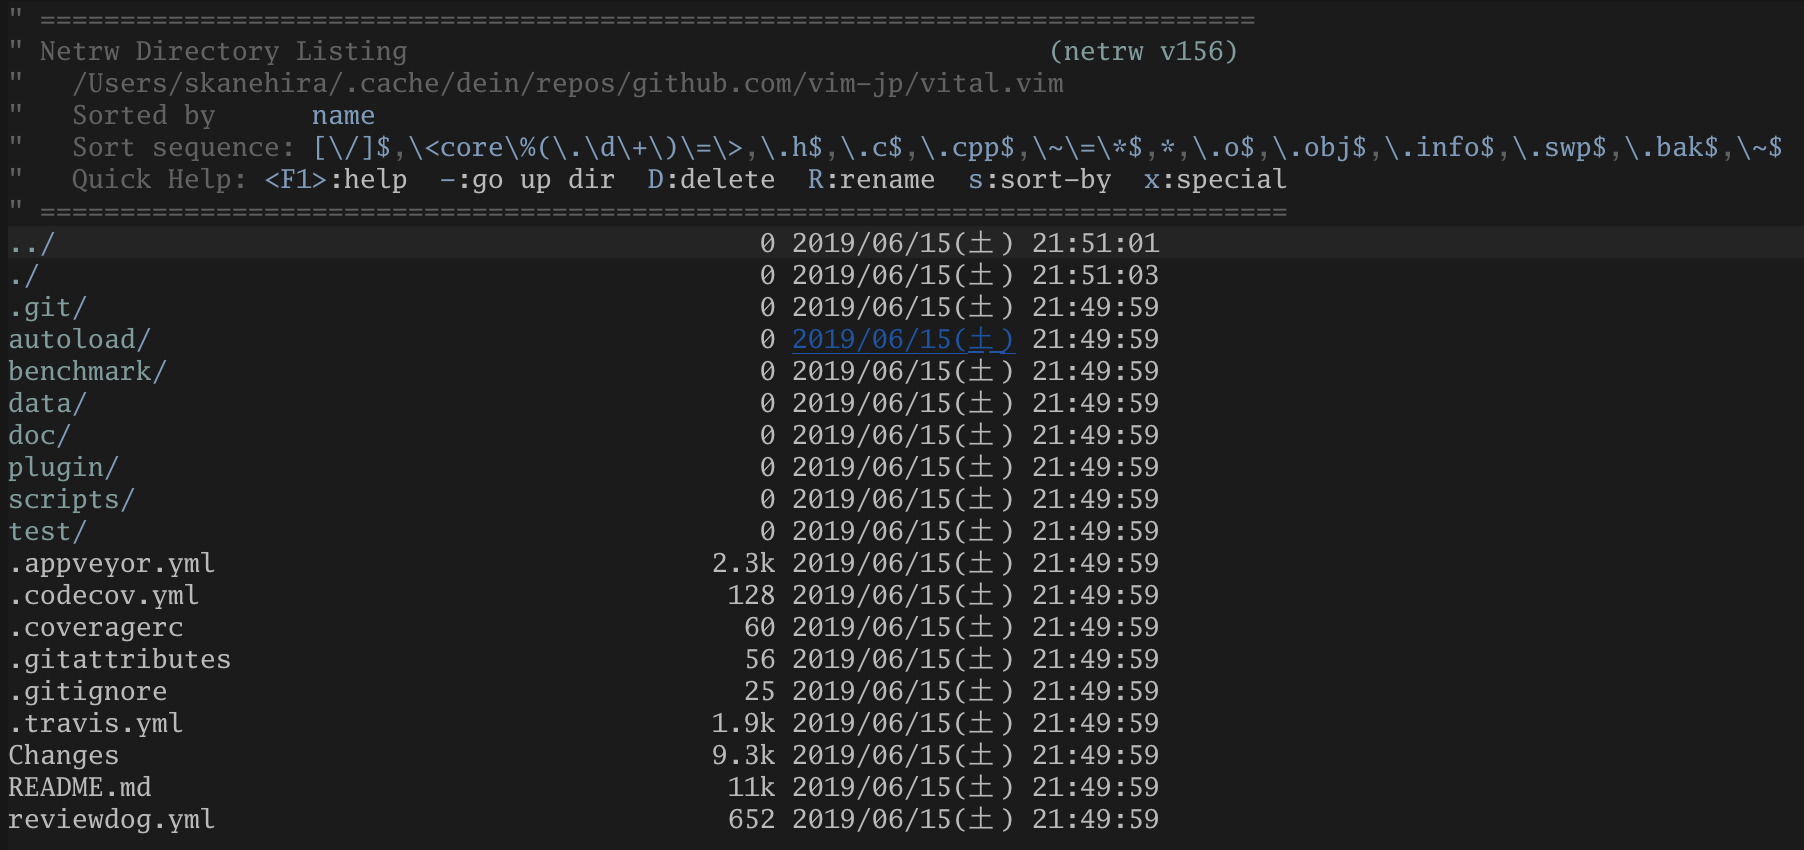 " ============================================================================
" Netrw Directory Listing                                        (netrw v156)
"   /Users/skanehira/.cache/dein/repos/github.com/vim-jp/vital.vim
"   Sorted by      name
"   Sort sequence: [\/]$,\<core\%(\.\d\+\)\=\>,\.h$,\.c$,\.cpp$,\~\=\*$,*,\.o$,\.obj$,\.info$,\.swp$,\.bak$,\~$
"   Quick Help: <F1>:help  -:go up dir  D:delete  R:rename  s:sort-by  x:special
" ==============================================================================
../                                            0 2019/06/15(土) 21:51:01
./                                             0 2019/06/15(土) 21:51:03
.git/                                          0 2019/06/15(土) 21:49:59
autoload/                                      0 2019/06/15(土) 21:49:59
benchmark/                                     0 2019/06/15(土) 21:49:59
data/                                          0 2019/06/15(土) 21:49:59
doc/                                           0 2019/06/15(土) 21:49:59
plugin/                                        0 2019/06/15(土) 21:49:59
scripts/                                       0 2019/06/15(土) 21:49:59
test/                                          0 2019/06/15(土) 21:49:59
.appveyor.yml                               2.3k 2019/06/15(土) 21:49:59
.codecov.yml                                 128 2019/06/15(土) 21:49:59
.coveragerc                                   60 2019/06/15(土) 21:49:59
.gitattributes                                56 2019/06/15(土) 21:49:59
.gitignore                                    25 2019/06/15(土) 21:49:59
.travis.yml                                 1.9k 2019/06/15(土) 21:49:59
Changes                                     9.3k 2019/06/15(土) 21:49:59
README.md                                    11k 2019/06/15(土) 21:49:59
reviewdog.yml                                652 2019/06/15(土) 21:49:59